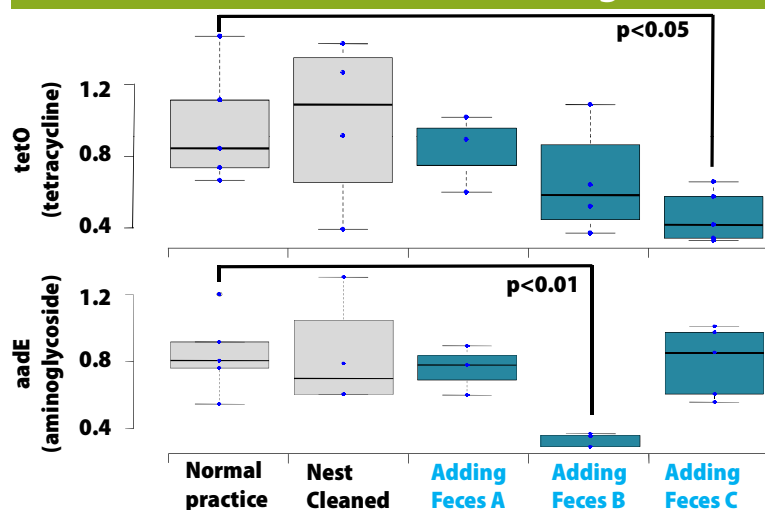 p<0.05
tetO
(tetracycline)
1.2
0.8
0.4
p<0.01
aadE
(aminoglycoside)
1.2
0.8
0.4
Normal
practice
Nest
Cleaned
Adding
Feces A
Adding
Feces B
Adding
Feces C